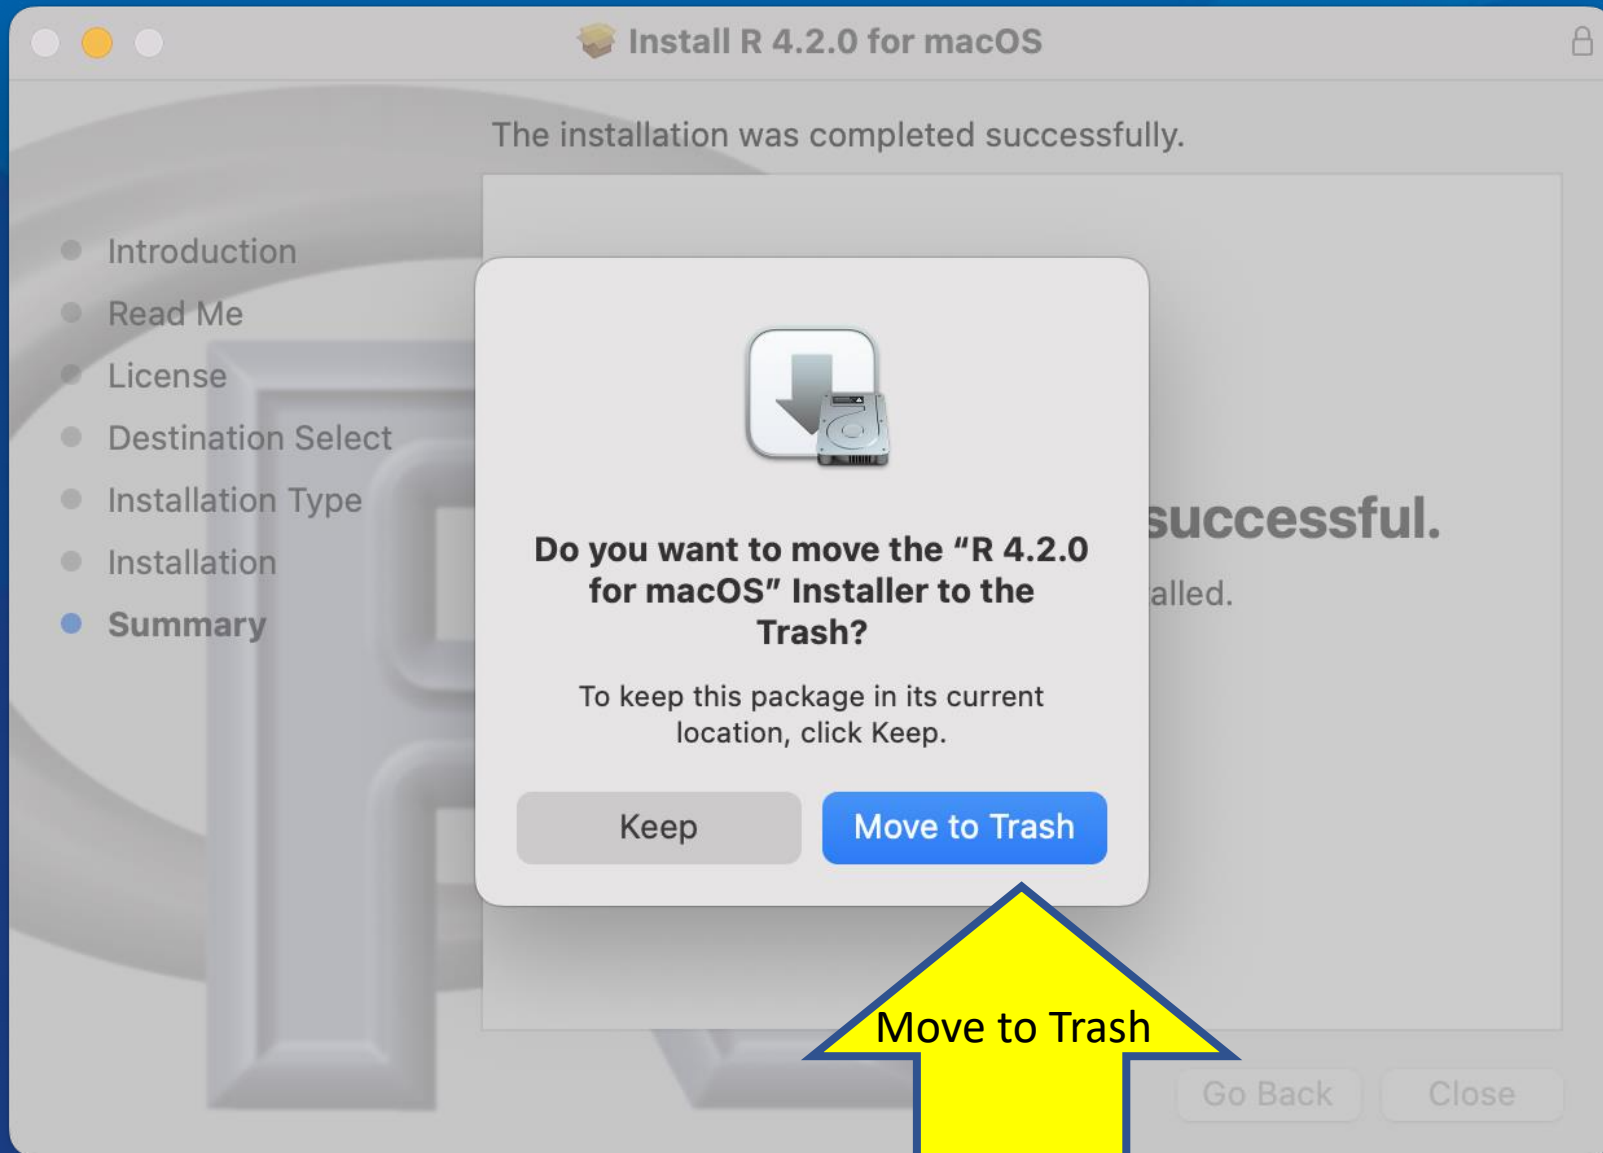 Install R 4.2.0 for macOS
The installation was completed successfully.
Introduction
Read Me
License
Destination Select
Installation Type
Installation
Summary
successful.
alled.
Do you want to move the “R 4.2.0
for macOS” Installer to the
Trash?
To keep this package in its current
location, click Keep.
Keep
Move to Trash
Move to Trash
Go Back
Close